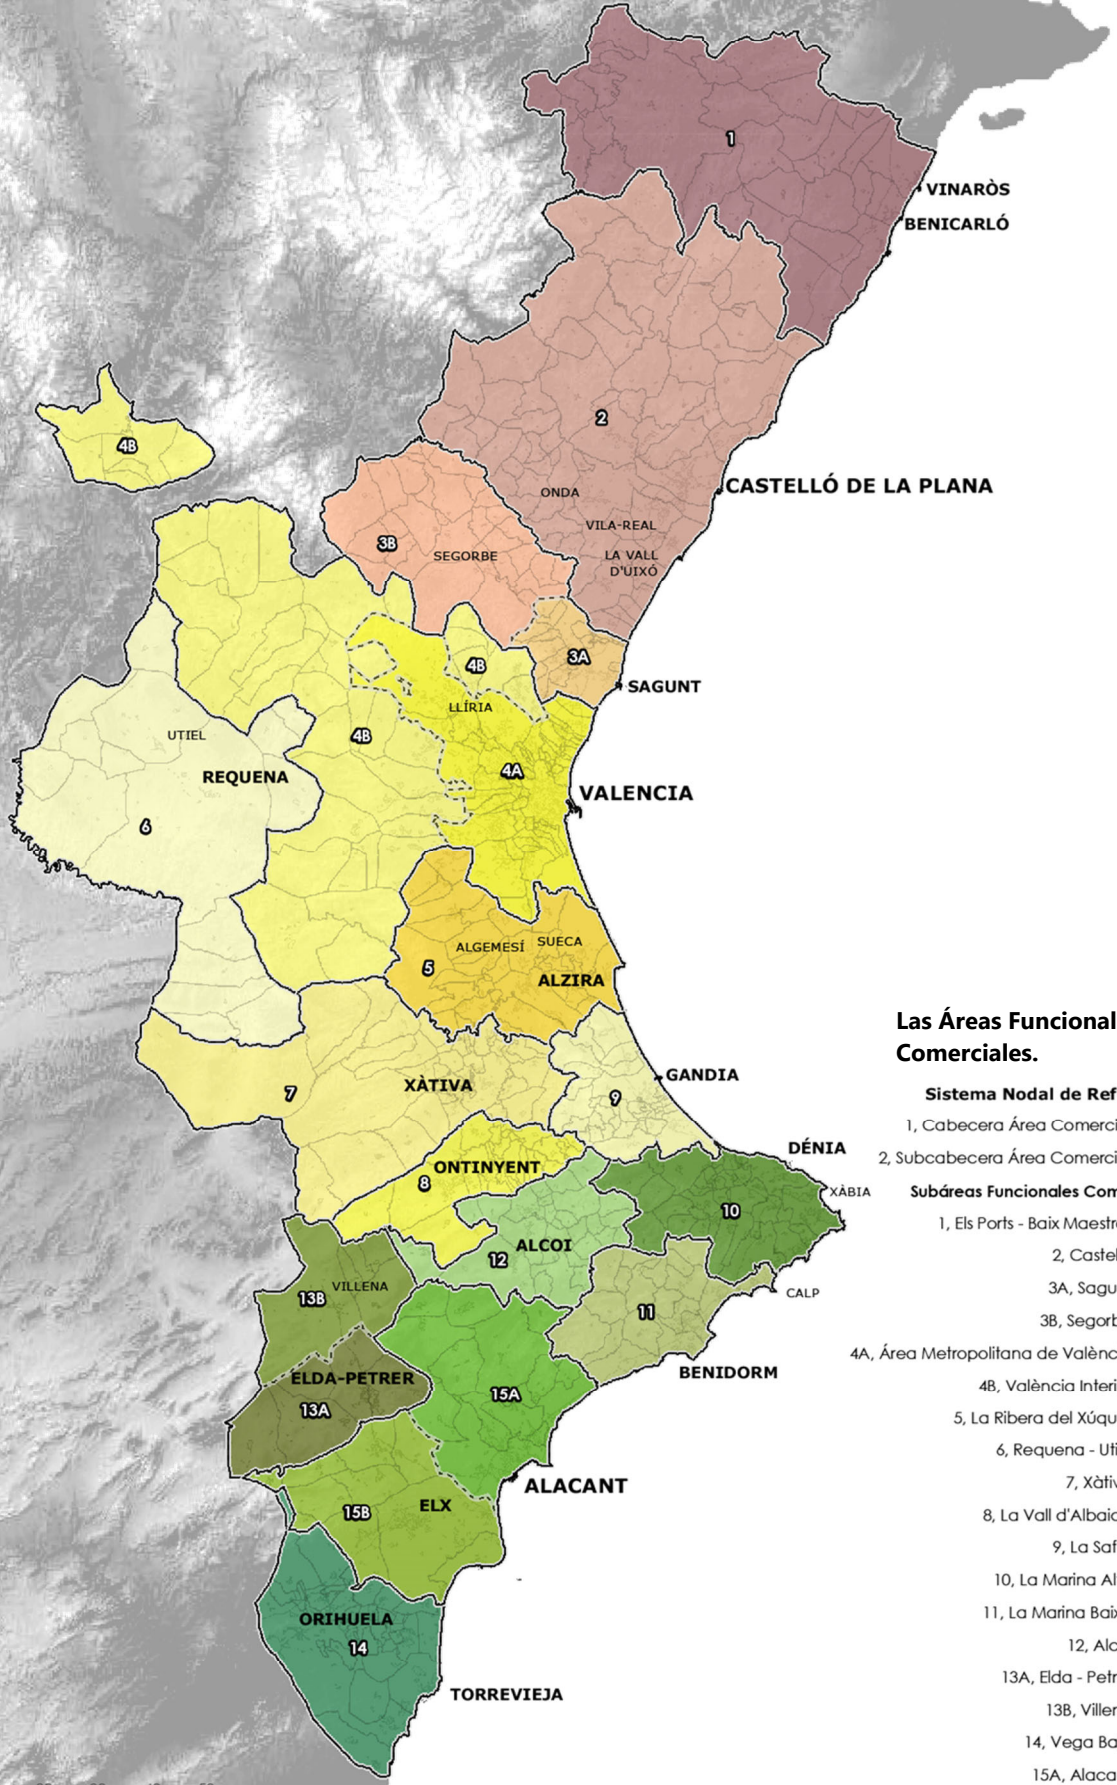 1
VINARÒS
BENICARLÓ
2
4B
CASTELLÓ DE LA PLANA
ONDA
VILA-REAL
3B
SEGORBE
LA VALL
D'UIXÓ
4B
3A
SAGUNT
LLÍRIA
UTIEL
4B
REQUENA
4A
VALENCIA
6
ALGEMESÍ
SUECA
5
ALZIRA
7
XÀTIVA
GANDIA
9
ONTINYENT
8
DÉNIA
XÀBIA
10
ALCOI
12
VILLENA
13B
CALP
11
BENIDORM
ELDA-PETRER
13A
15A
ALACANT
ELX
15B
ORIHUELA
14
TORREVIEJA
Las Áreas Funcional
Comerciales.
Sistema Nodal de Ref
1, Cabecera Área Comerci
2, Subcabecera Área Comerci
Subáreas Funcionales Com
1, Els Ports - Baix Maestr
2, Castel
3A, Sagu
3B, Segorb
4A, Área Metropolitana de Valènc
4B, València Interi
5, La Ribera del Xúqu
6, Requena - Uti
7, Xàtiv
8, La Vall d'Albaid
9, La Saf
10, La Marina Al
11, La Marina Baix
12, Alc
13A, Elda - Petr
13B, Viller
14, Vega Ba
15A, Alaca